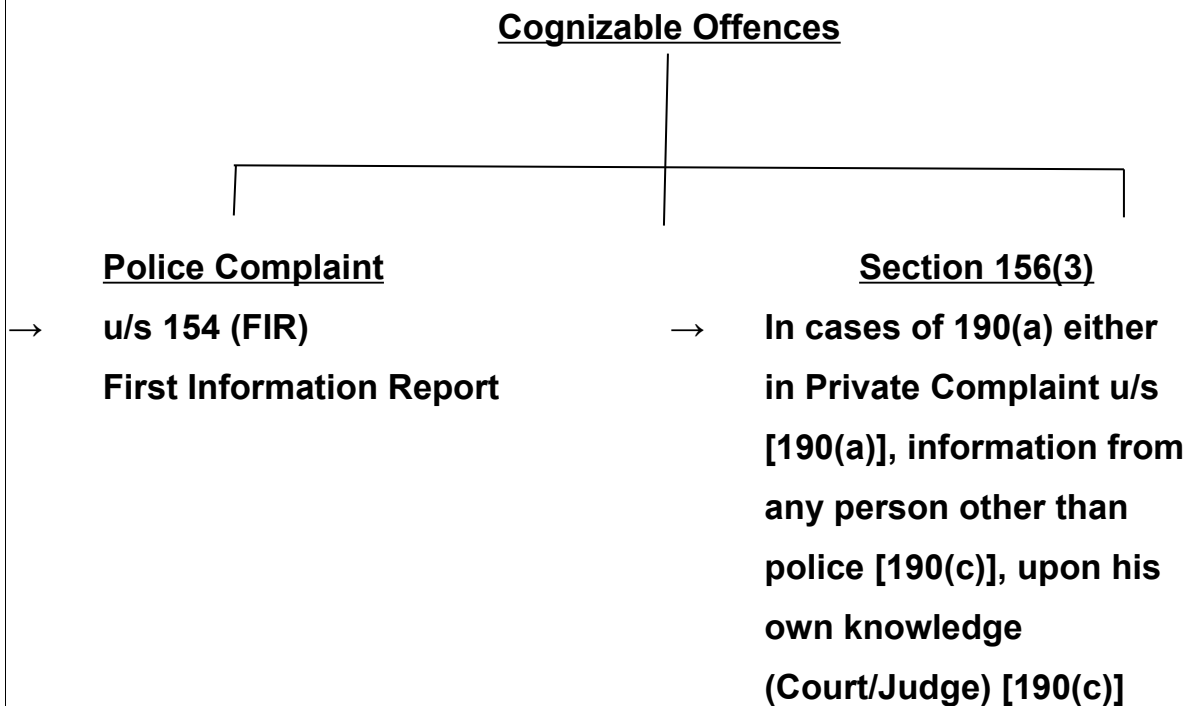 Cognizable Offences
Police Complaint
→ u/s 154 (FIR)
First Information Report
Section 156(3)
→ In cases of 190(a) either
in Private Complaint u/s
[190(a)], information from
any person other than
police [190(c)], upon his
own knowledge
(Court/Judge) [190(c)]